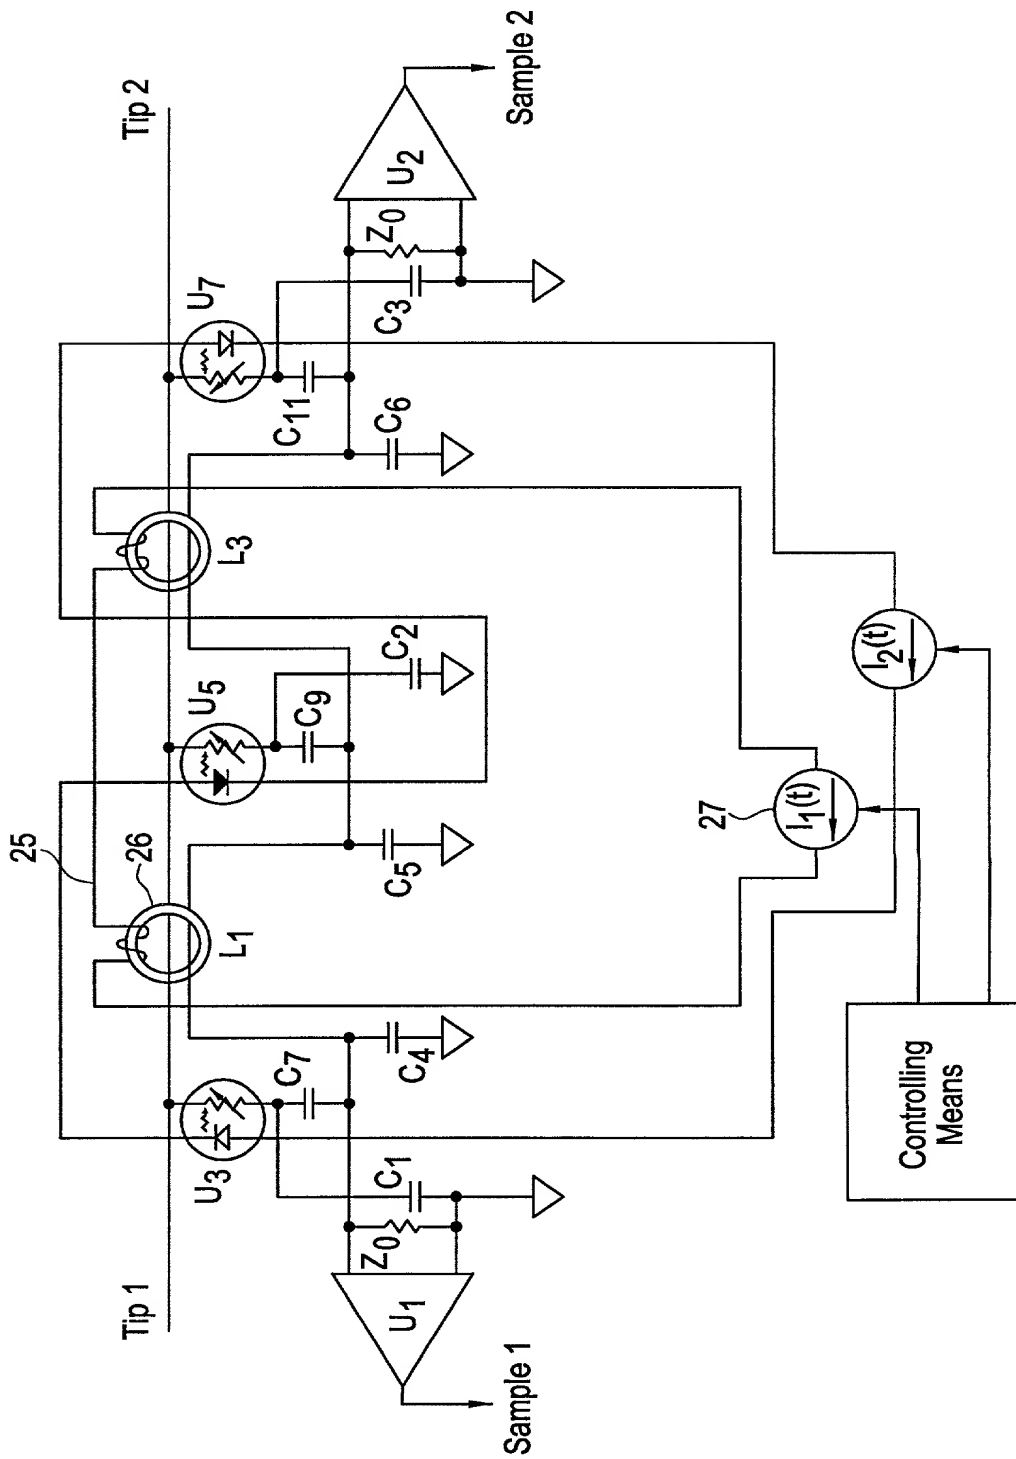 Tip 1
Tip 2
25
26
L1
L3
U3
U5
U7
C7
C9
C11
C1
C2
C3
C4
C5
C6
Z0
Z0
U1
U2
Sample 1
Sample 2
27
I1(t)
I2(t)
Controlling
Means